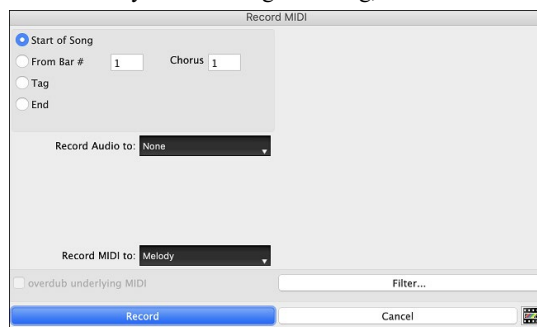 Record MIDI
Start of Song
From Bar # 1 Chorus 1
Tag
End
Record Audio to: None
Record MIDI to: Melody
overdub underlying MIDI Filter...
Record Cancel